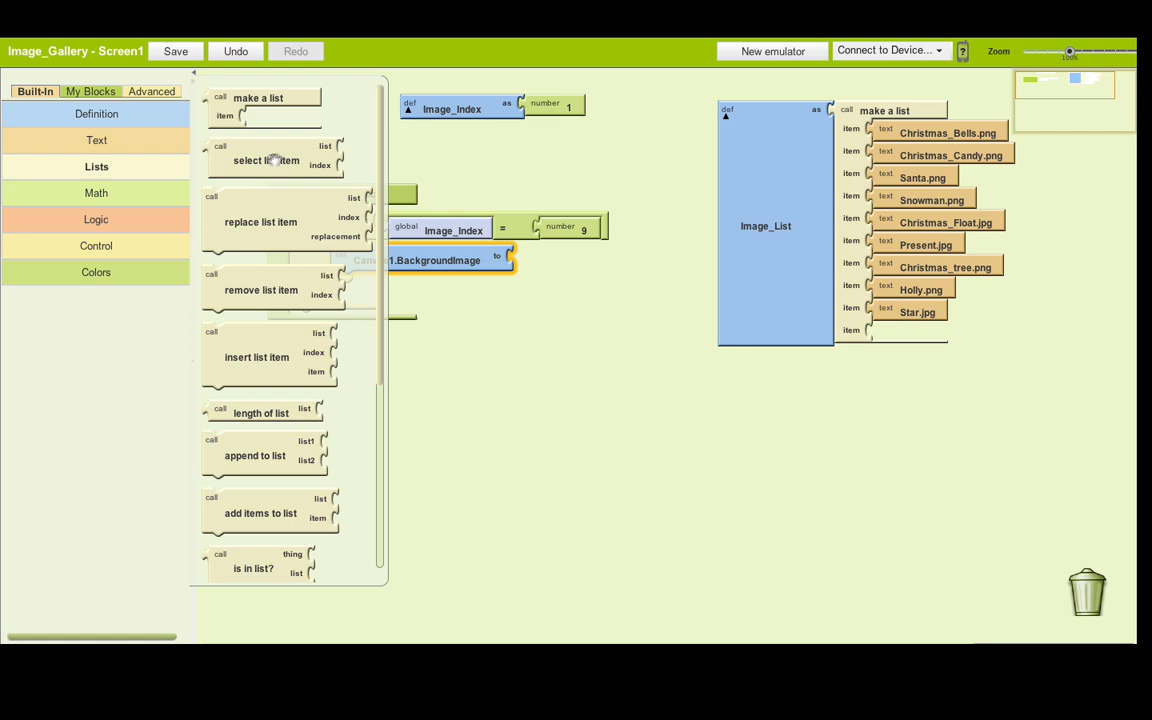 Image_Gallery - Screen1 Save Undo Redo New emulator Connect to Device... Zoom
100%
Built-In My Blocks Advanced
Definition
Text
Lists
Math
Logic
Control
Colors
call make a list
item
call list
select list item
index
call list
index
replace list item
replacement
call list
remove list item
index
call list
index
insert list item
item
call length of list list
call list1
append to list
list2
call list
add items to list
item
call thing
is in list?
list
def Image_Index as number 1
global Image_Index = number 9
Canvas1.BackgroundImage to
def Image_List as call make a list
item text Christmas_Bells.png
item text Christmas_Candy.png
item text Santa.png
item text Snowman.png
item text Christmas_Float.jpg
item text Present.jpg
item text Christmas_tree.png
item text Holly.png
item text Star.jpg
item